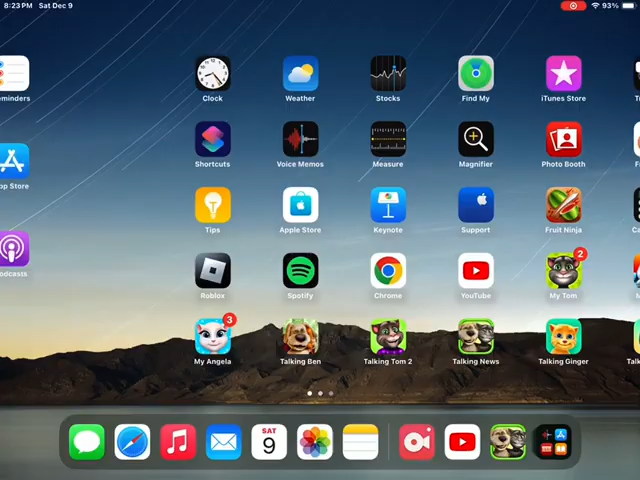 8:23 PM Sat Dec 9
93%
Clock Weather Stocks Find My iTunes Store
Shortcuts Voice Memos Measure Magnifier Photo Booth
pp Store
Tips Apple Store Keynote Support Fruit Ninja
odcasts
2
Roblox Spotify Chrome YouTube My Tom
3
My Angela Talking Ben Talking Tom 2 Talking News Talking Ginger
SAT
9